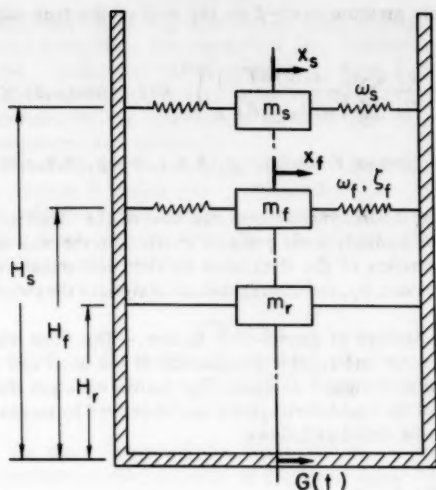 x_s
m_s ω_s
x_f
m_f ω_f, ζ_f
m_r
H_s
H_f
H_r
G(t)